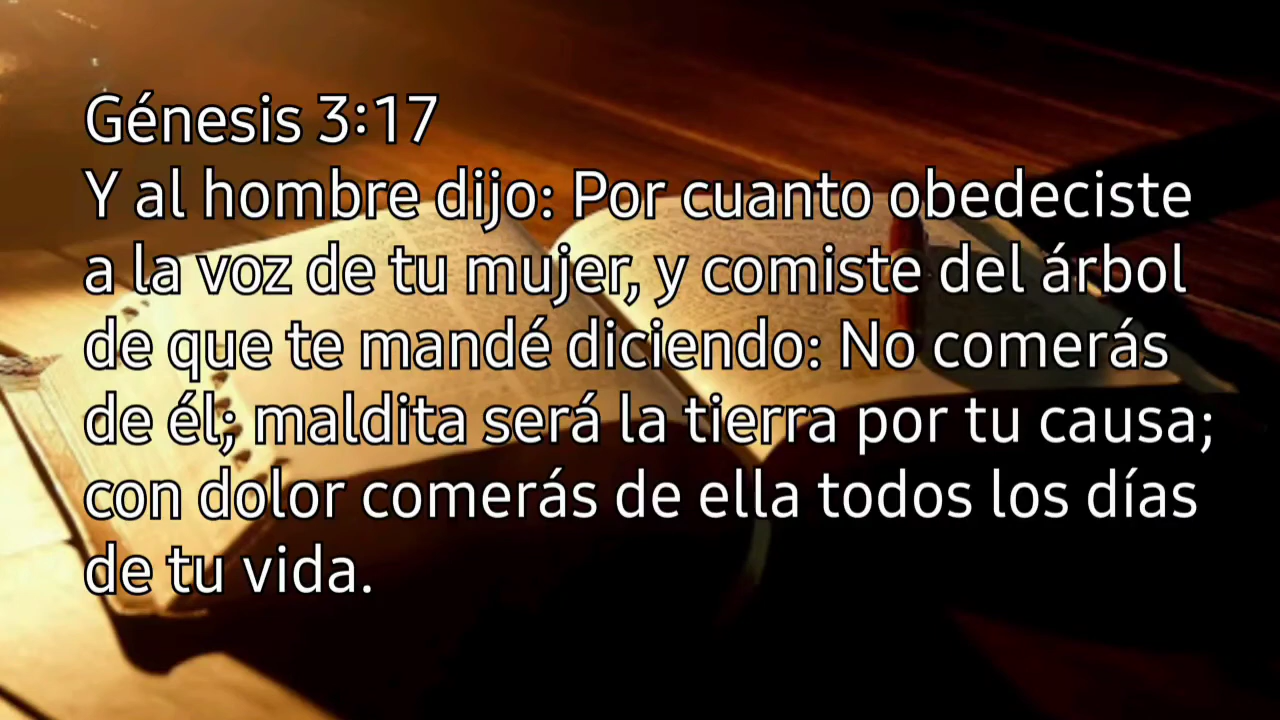 Génesis 3:17
Y al hombre dijo: Por cuanto obedeciste
a la voz de tu mujer, y comiste del árbol
de que te mandé diciendo: No comerás
de él; maldita será la tierra por tu causa;
con dolor comerás de ella todos los días
de tu vida.